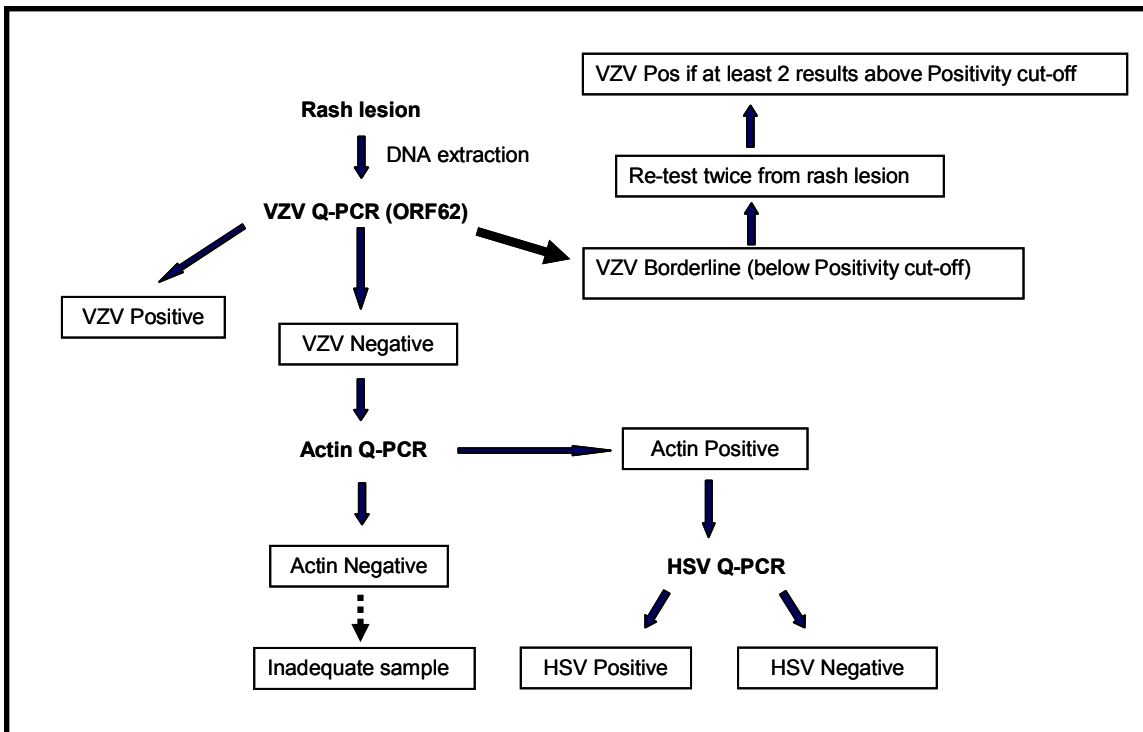 VZV Pos if at least 2 results above Positivity cut-off
Rash lesion
DNA extraction
Re-test twice from rash lesion
VZV Q-PCR (ORF62)
VZV Borderline (below Positivity cut-off)
VZV Positive
VZV Negative
Actin Q-PCR
Actin Positive
Actin Negative
HSV Q-PCR
Inadequate sample
HSV Positive
HSV Negative